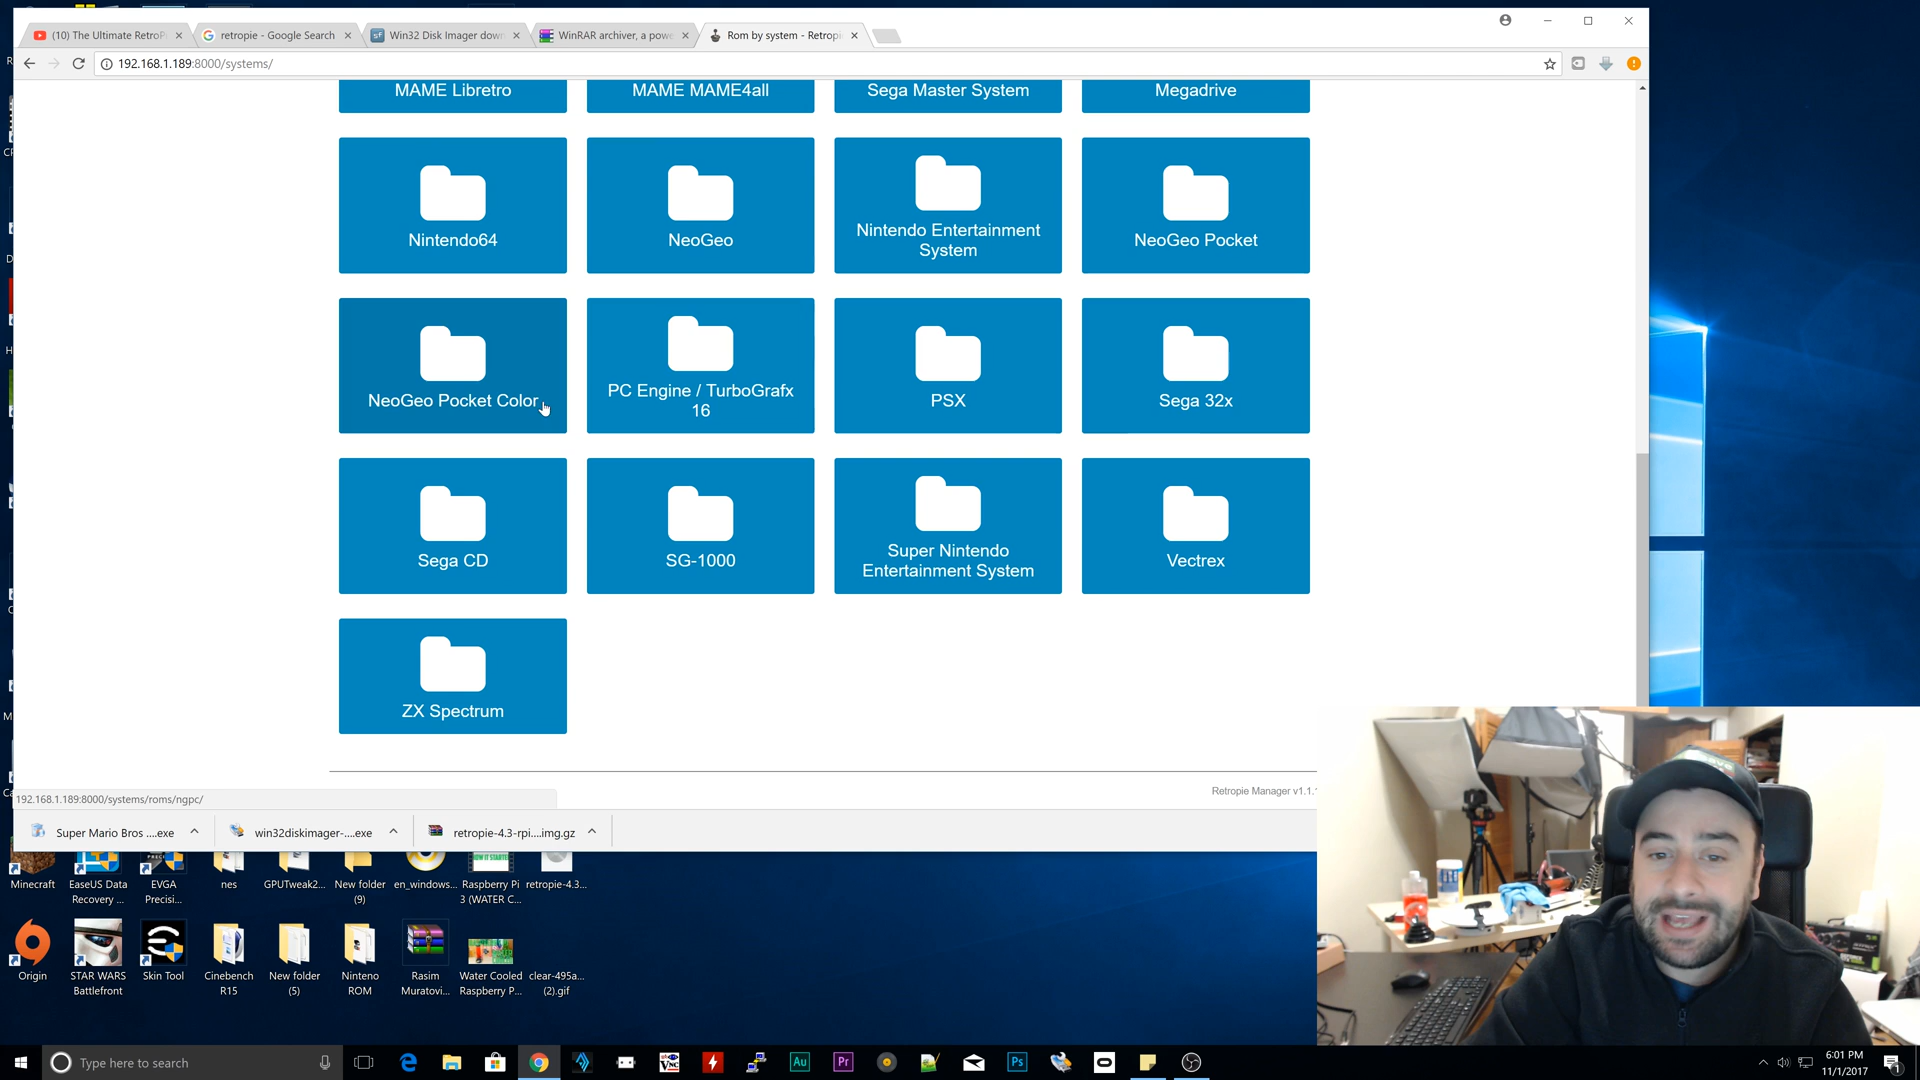 (10) The Ultimate RetroP
retropie - Google Search
Win32 Disk Imager dow
WinRAR archiver, a powe
Rom by system - Retropi
192.168.1.189:8000/systems/
MAME Libretro
MAME MAME4all
Sega Master System
Megadrive
Nintendo64
NeoGeo
Nintendo Entertainment
System
NeoGeo Pocket
NeoGeo Pocket Color
PC Engine / TurboGrafx
16
PSX
Sega 32x
Sega CD
SG-1000
Super Nintendo
Entertainment System
Vectrex
ZX Spectrum
Retropie Manager v1.1.
192.168.1.189:8000/systems/roms/ngpc/
Super Mario Bros ....exe
win32diskimager-....exe
retropie-4.3-rpi....img.gz
Minecraft
EaseUS Data
Recovery ...
EVGA
Precisi...
nes
GPUTweak2...
New folder
(9)
en_windows...
Raspberry Pi
3 (WATER C...
retropie-4.3...
Origin
STAR WARS
Battlefront
Skin Tool
Cinebench
R15
New folder
(5)
Ninteno
ROM
Rasim
Muratovi...
Water Cooled
Raspberry P...
clear-495a...
(2).gif
Type here to search
VNC
Au
Pr
Ps
6:01 PM
11/1/2017
1